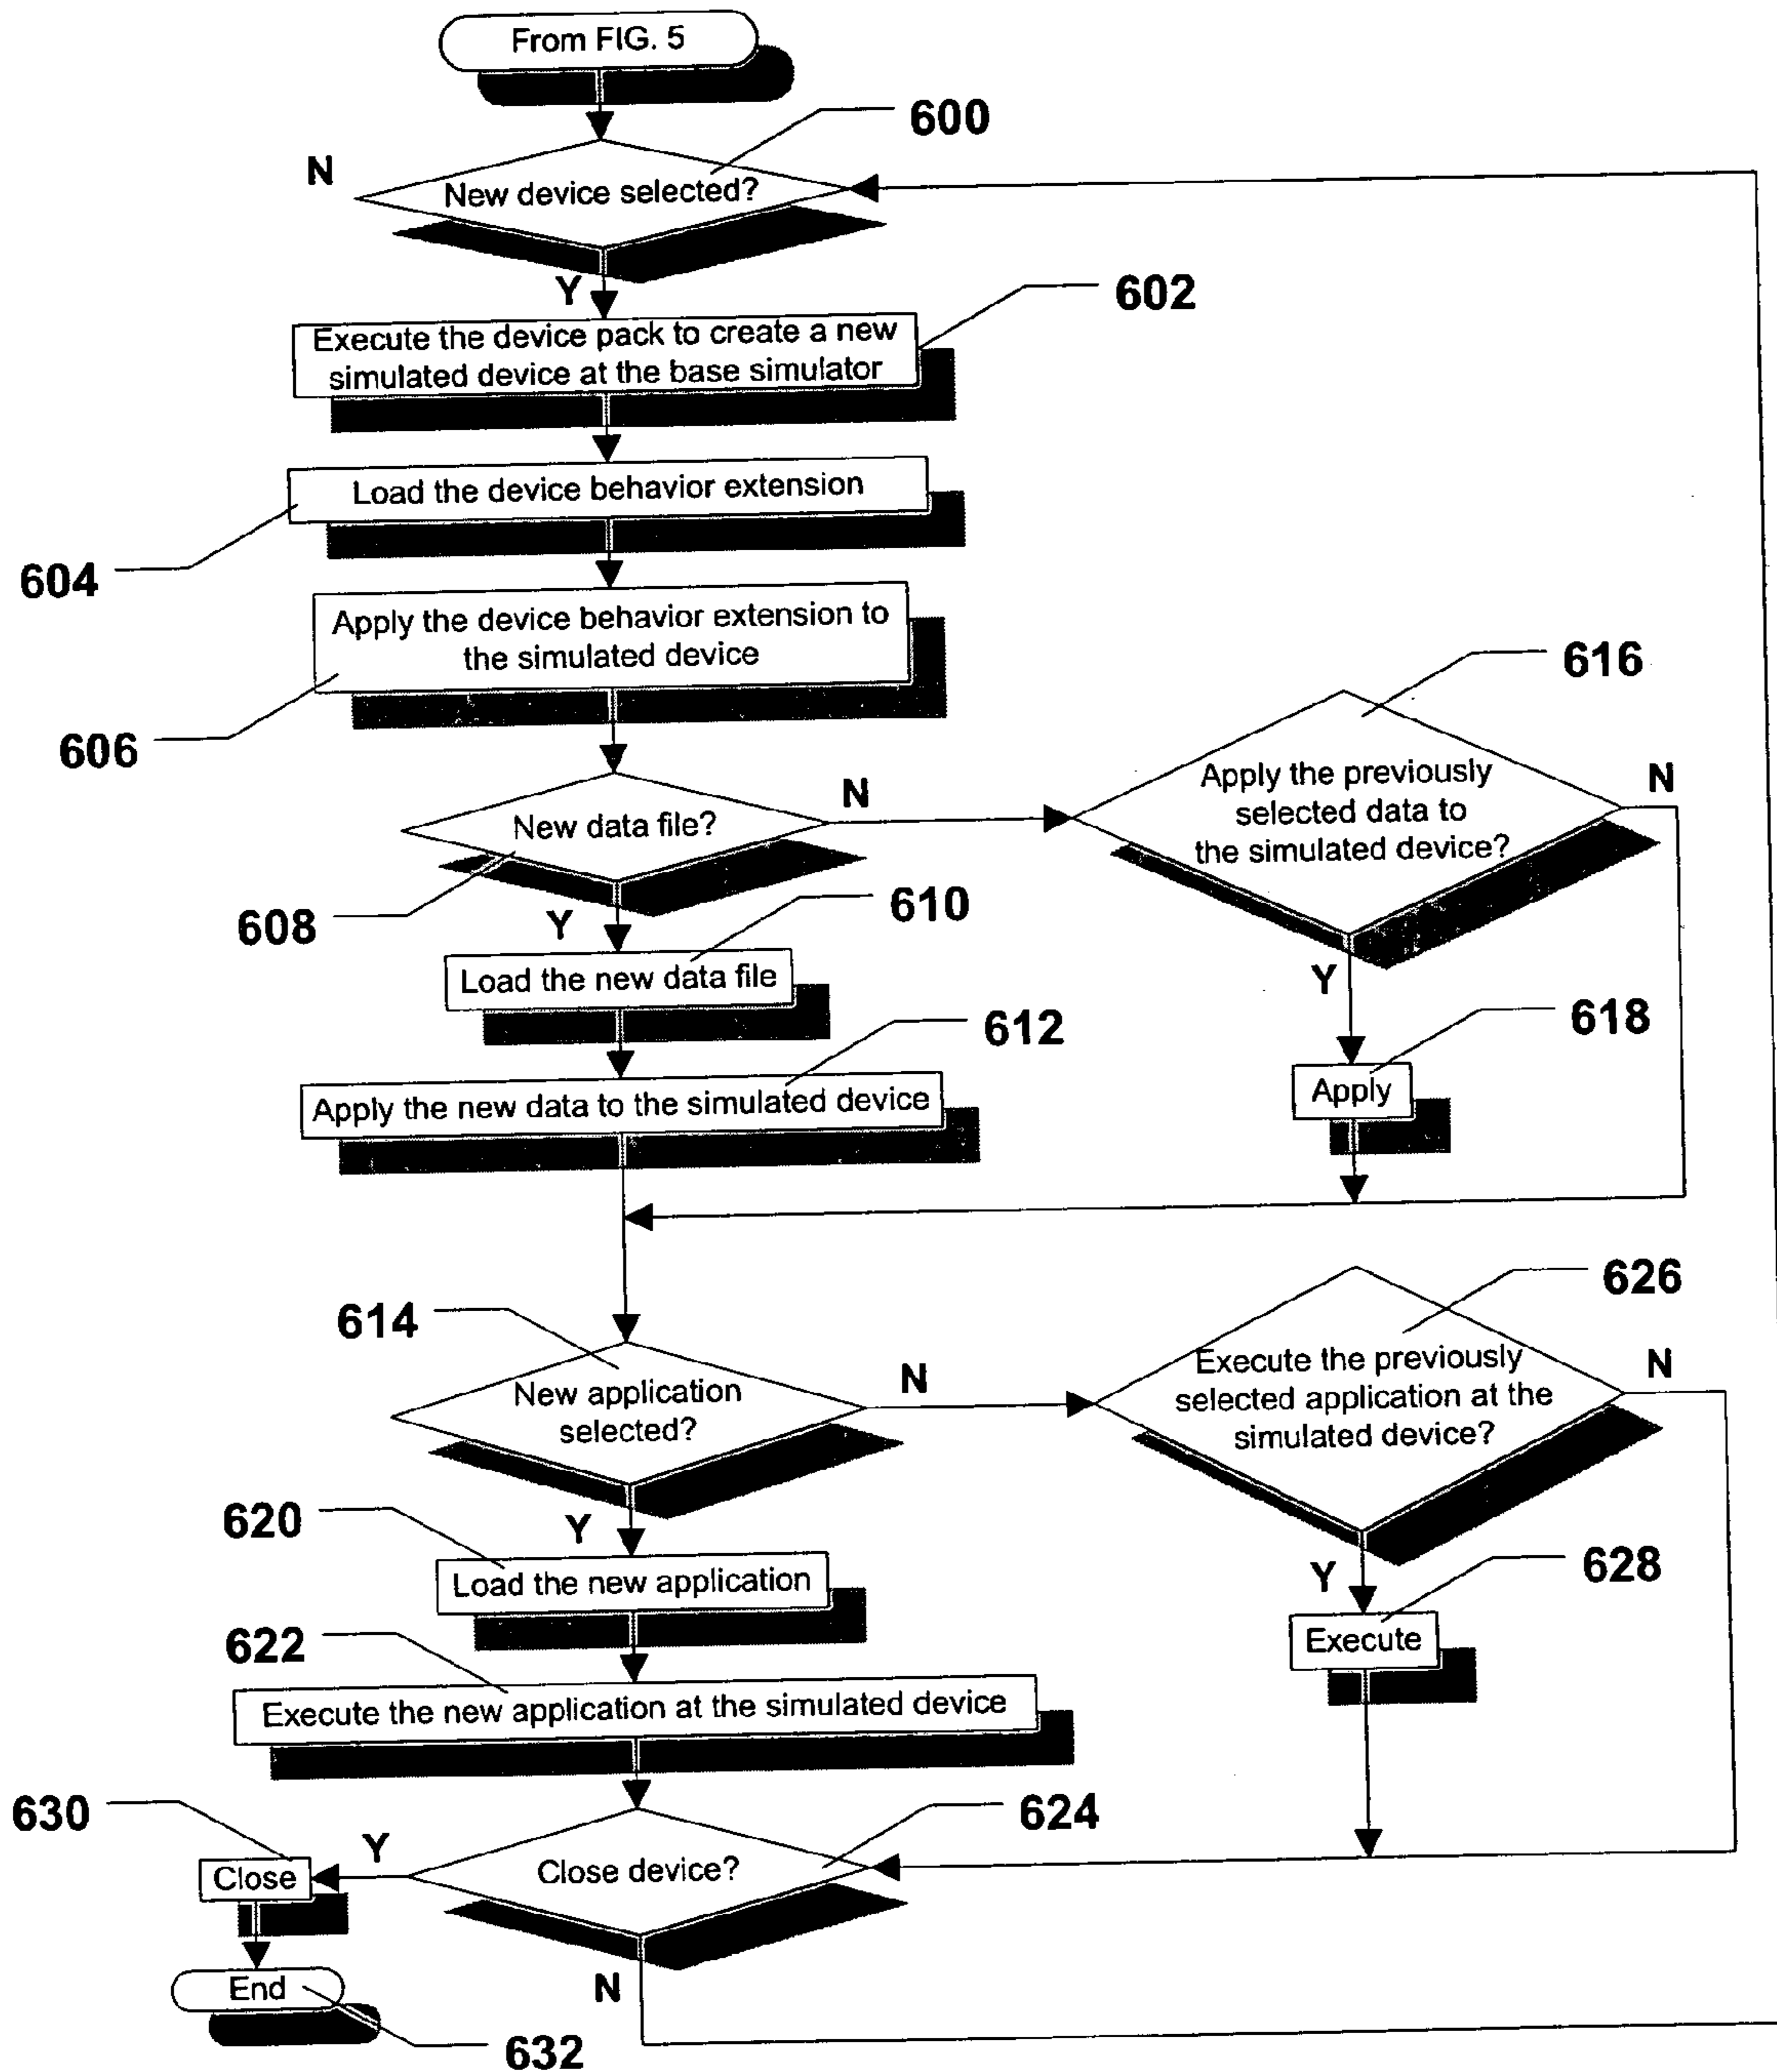 From FIG. 5
600
N
New device selected?
Y
602
Execute the device pack to create a new
simulated device at the base simulator
Load the device behavior extension
604
Apply the device behavior extension to
the simulated device
606
616
Apply the previously
selected data to
the simulated device?
N
New data file?
N
608
Y
610
Load the new data file
Y
612
618
Apply the new data to the simulated device
Apply
614
626
New application
selected?
N
Execute the previously
selected application at the
simulated device?
N
620
Y
Load the new application
Y
628
622
Execute
Execute the new application at the simulated device
630
Y
624
Close
Close device?
End
N
632